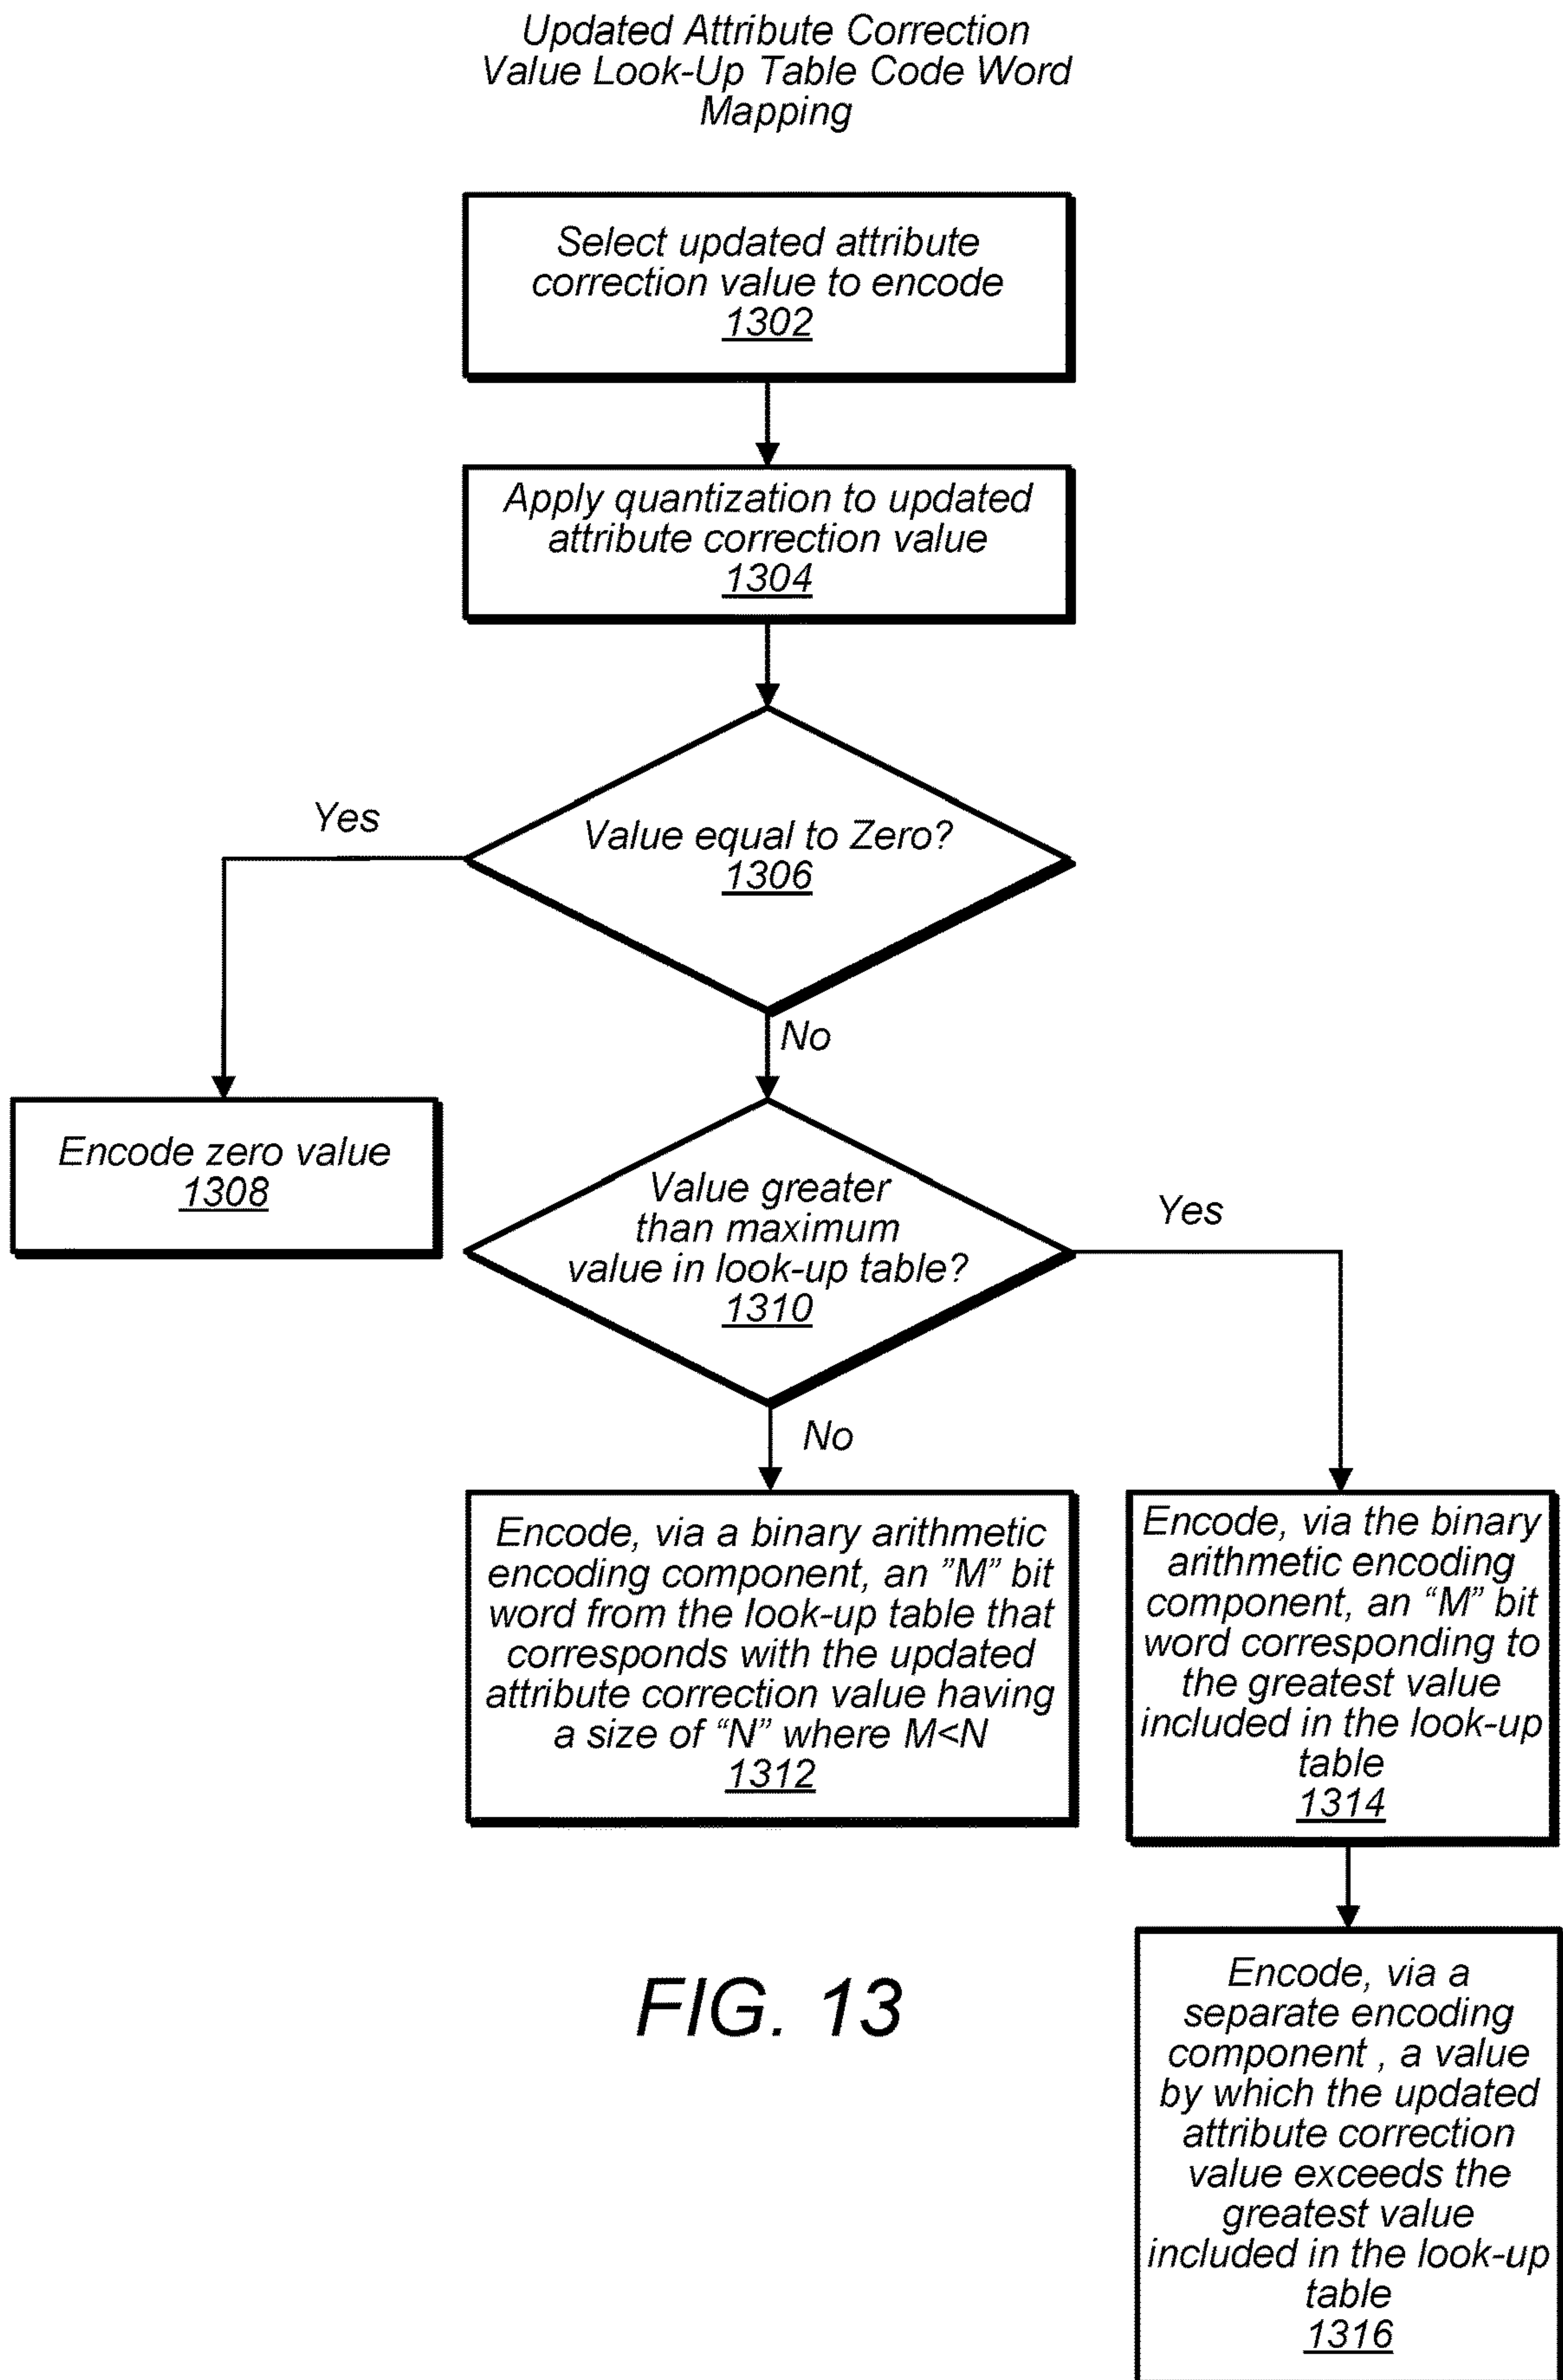 Updated Attribute Correction
Value Look-Up Table Code Word
Mapping
Select updated attribute
correction value to encode
1302
Apply quantization to updated
attribute correction value
1304
Value equal to Zero?
1306
Yes
No
Encode zero value
1308
Value greater
than maximum
value in look-up table?
1310
Yes
No
Encode, via a binary arithmetic
encoding component, an ”M” bit
word from the look-up table that
corresponds with the updated
attribute correction value having
a size of “N” where M<N
1312
Encode, via the binary
arithmetic encoding
component, an “M” bit
word corresponding to
the greatest value
included in the look-up
table
1314
Encode, via a
separate encoding
component , a value
by which the updated
attribute correction
value exceeds the
greatest value
included in the look-up
table
1316
FIG. 13